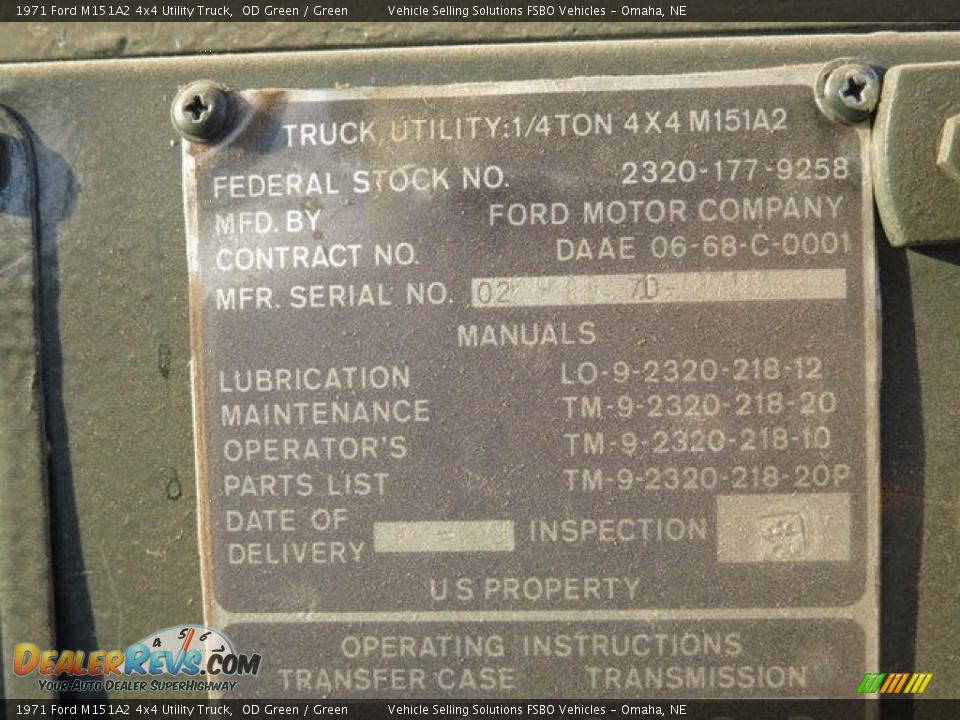 1971 Ford M151A2 4x4 Utility Truck, OD Green / Green Vehicle Selling Solutions FSBO Vehicles - Omaha, NE
TRUCK, UTILITY: 1/4 TON 4X4 M151A2
FEDERAL STOCK NO. 2320-177-9258
MFD. BY FORD MOTOR COMPANY
CONTRACT NO. DAAE 06-68-C-0001
MFR. SERIAL NO.
MANUALS
LUBRICATION LO-9-2320-218-12
MAINTENANCE TM-9-2320-218-20
OPERATOR'S TM-9-2320-218-10
PARTS LIST TM-9-2320-218-20P
DATE OF
DELIVERY INSPECTION
U S PROPERTY
OPERATING INSTRUCTIONS
TRANSFER CASE TRANSMISSION
4 5 6
DEALERREVS.COM
YOUR AUTO DEALER SUPERHIGHWAY
1971 Ford M151A2 4x4 Utility Truck, OD Green / Green Vehicle Selling Solutions FSBO Vehicles - Omaha, NE